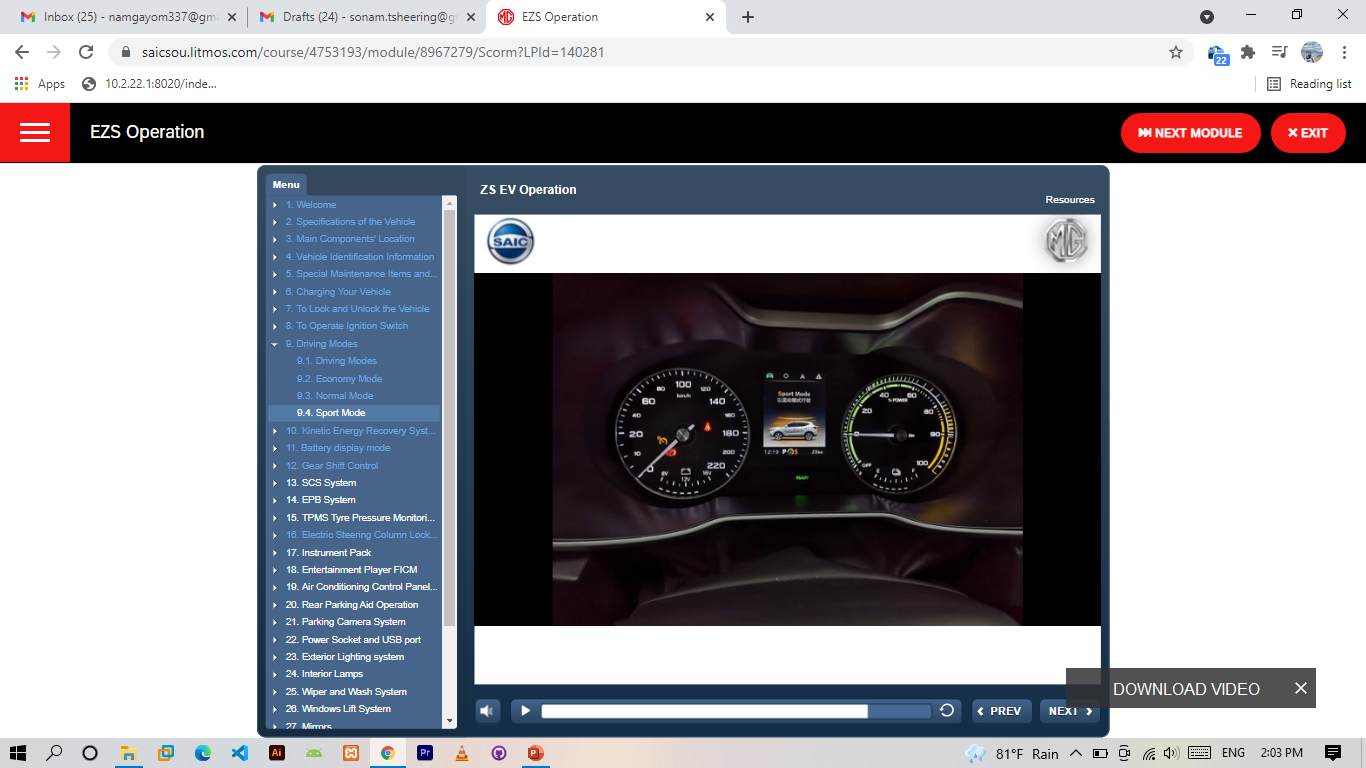 Inbox (25) - namgayom337@gm
Drafts (24) - sonam.tsheering@g
EZS Operation
saicsou.litmos.com/course/4753193/module/8967279/Scorm?LPId=140281
22
Apps
10.2.22.1:8020/inde...
Reading list
EZS Operation
NEXT MODULE
EXIT
Menu
1. Welcome
2. Specifications of the Vehicle
3. Main Components' Location
4. Vehicle Identification Information
5. Special Maintenance Items and...
6. Charging Your Vehicle
7. To Lock and Unlock the Vehicle
8. To Operate Ignition Switch
9. Driving Modes
9.1. Driving Modes
9.2. Economy Mode
9.3. Normal Mode
9.4. Sport Mode
10. Kinetic Energy Recovery Syst...
11. Battery display mode
12. Gear Shift Control
13. SCS System
14. EPB System
15. TPMS Tyre Pressure Monitori...
16. Electric Steering Column Lock...
17. Instrument Pack
18. Entertainment Player FICM
19. Air Conditioning Control Panel...
20. Rear Parking Aid Operation
21. Parking Camera System
22. Power Socket and USB port
23. Exterior Lighting system
24. Interior Lamps
25. Wiper and Wash System
26. Windows Lift System
27. Mirrors
ZS EV Operation
Resources
SAIC
MG
0 10 20 60 80 100 120 140 160 180 200 220
km/h
12V
Sport Mode
12:19 P S
READY
% POWER
0 20 40 60 80 90 100
OFF
E F
PREV
NEXT
DOWNLOAD VIDEO
Ai
Pr
81°F Rain
ENG
2:03 PM